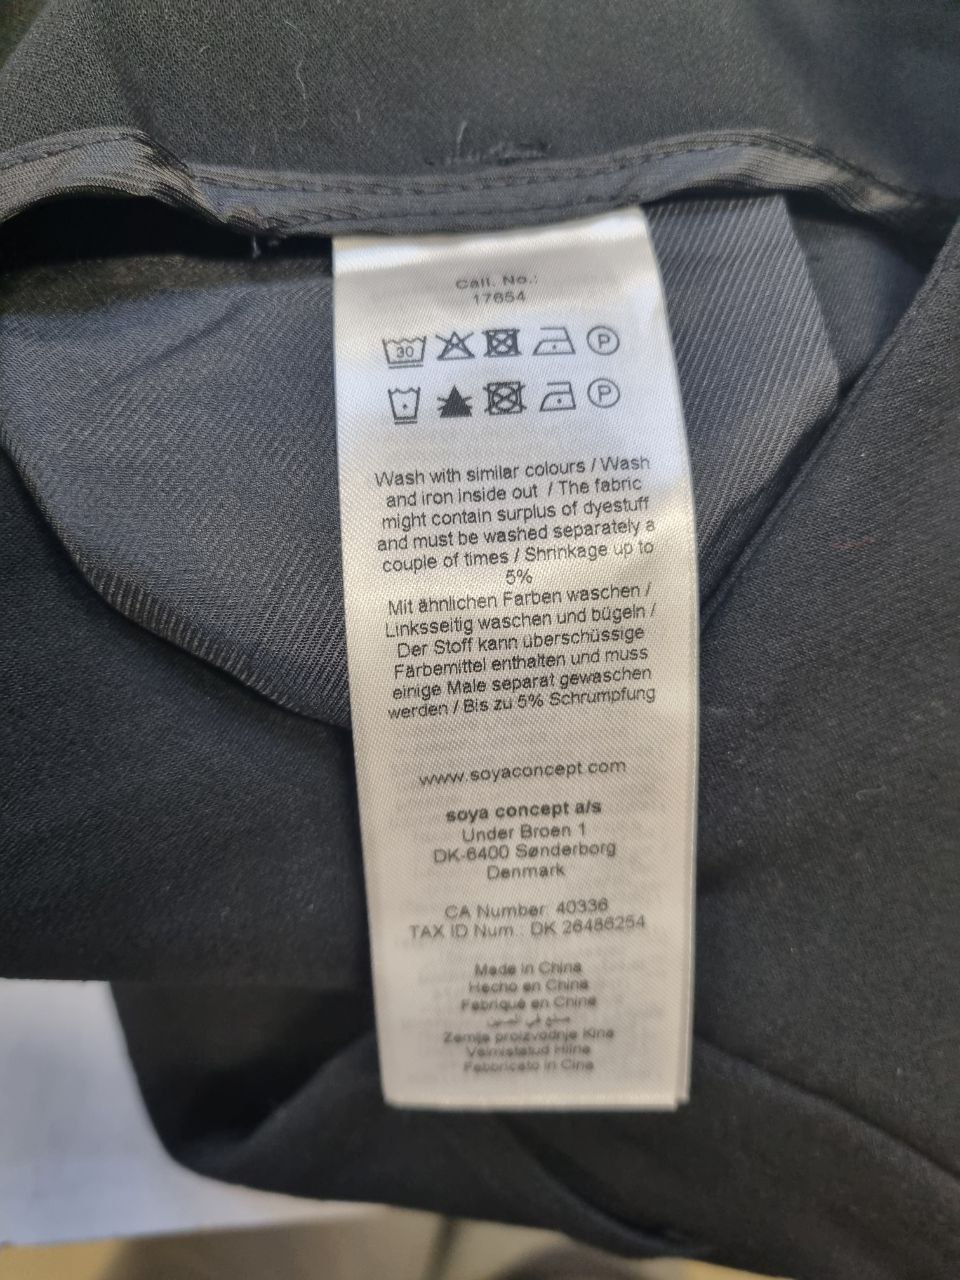 Call. No.:
17654
30 P
P
Wash with similar colours / Wash
and iron inside out / The fabric
might contain surplus of dyestuff
and must be washed separately a
couple of times / Shrinkage up to
5%
Mit ähnlichen Farben waschen /
Linksseitig waschen und bügeln /
Der Stoff kann überschüssige
Färbemittel enthalten und muss
einige Male separat gewaschen
werden / Bis zu 5% Schrumpfung
www.soyaconcept.com
soya concept a/s
Under Broen 1
DK-6400 Sønderborg
Denmark
CA Number: 40336
TAX ID Num.: DK 26486254
Made in China
Hecho en China
Fabriqué en China
صنع في الصين
Zemlja proizvodnje Kina
Valmistatud Hiina
Fabbricato in Cina